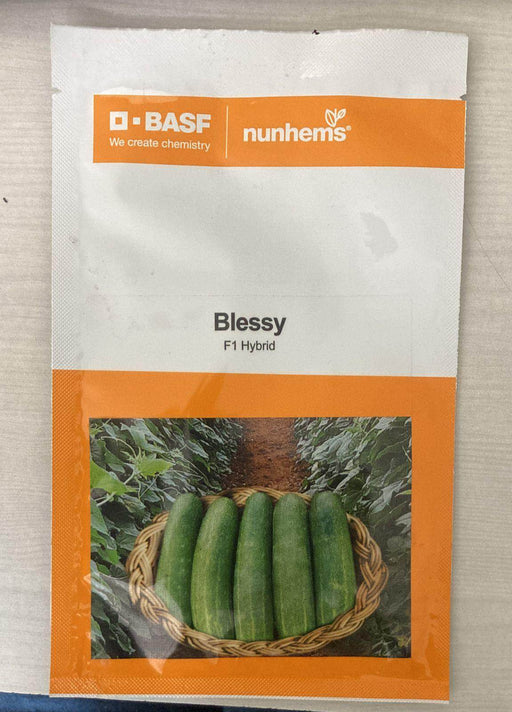 BASF
We create chemistry
nunhems®
Blessy
F1 Hybrid